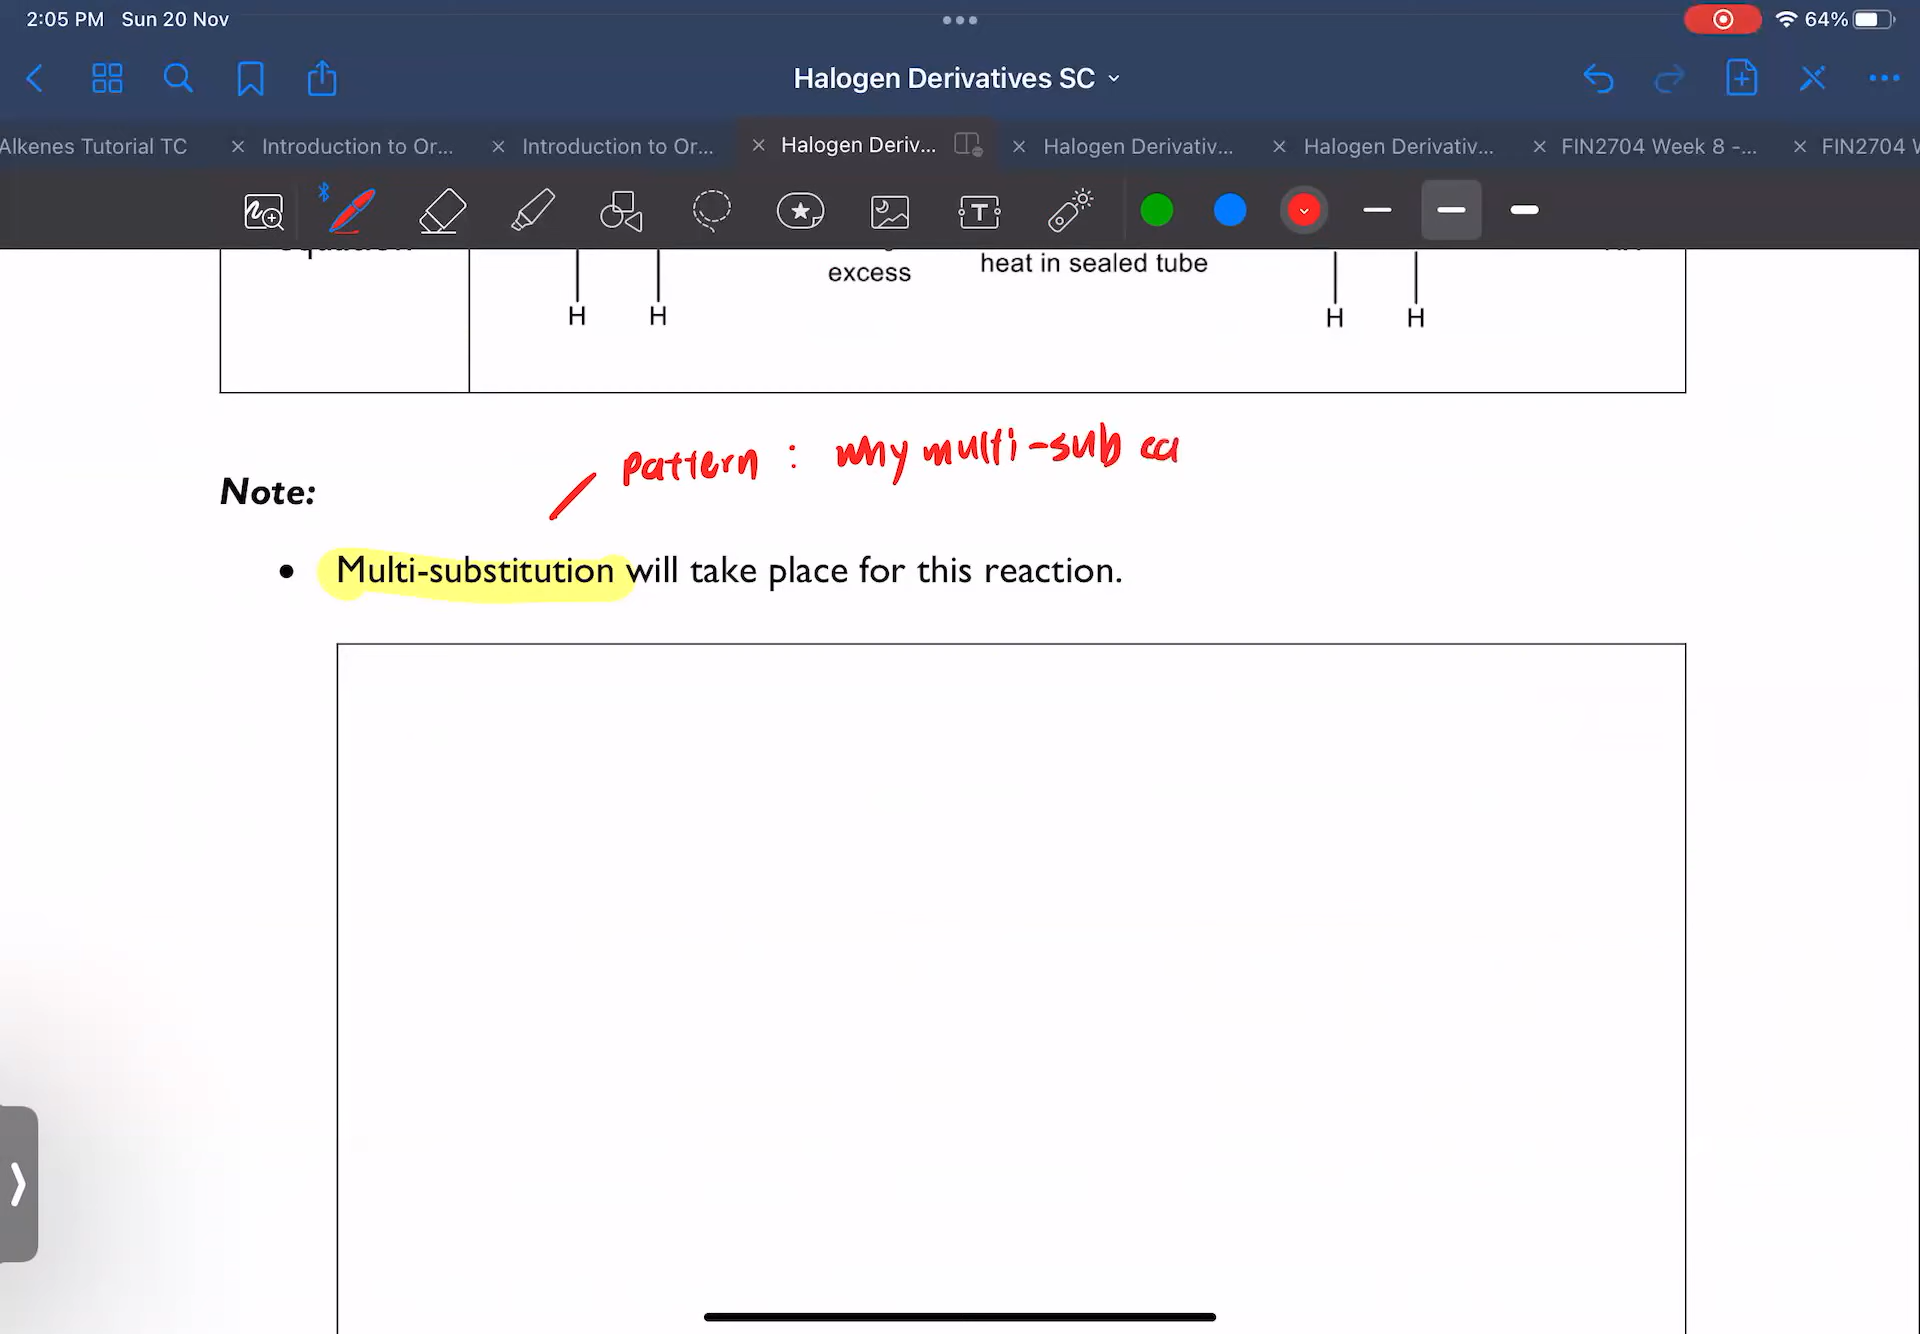 2:05 PM Sun 20 Nov
64%
Halogen Derivatives SC
Alkenes Tutorial TC
Introduction to Or...
Introduction to Or...
Halogen Deriv...
Halogen Derivativ...
Halogen Derivativ...
FIN2704 Week 8 -...
FIN2704
T
excess
heat in sealed tube
H H H H
pattern : why multi-sub ca
Note:
• Multi-substitution will take place for this reaction.